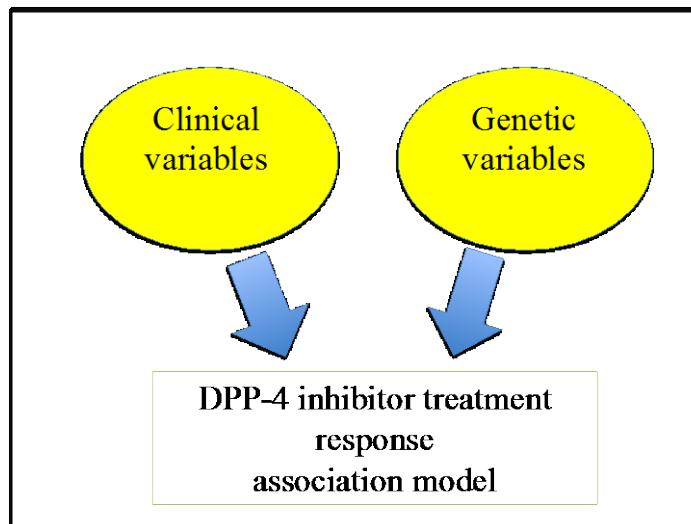 Clinical
variables
Genetic
variables
DPP-4 inhibitor treatment
response
association model